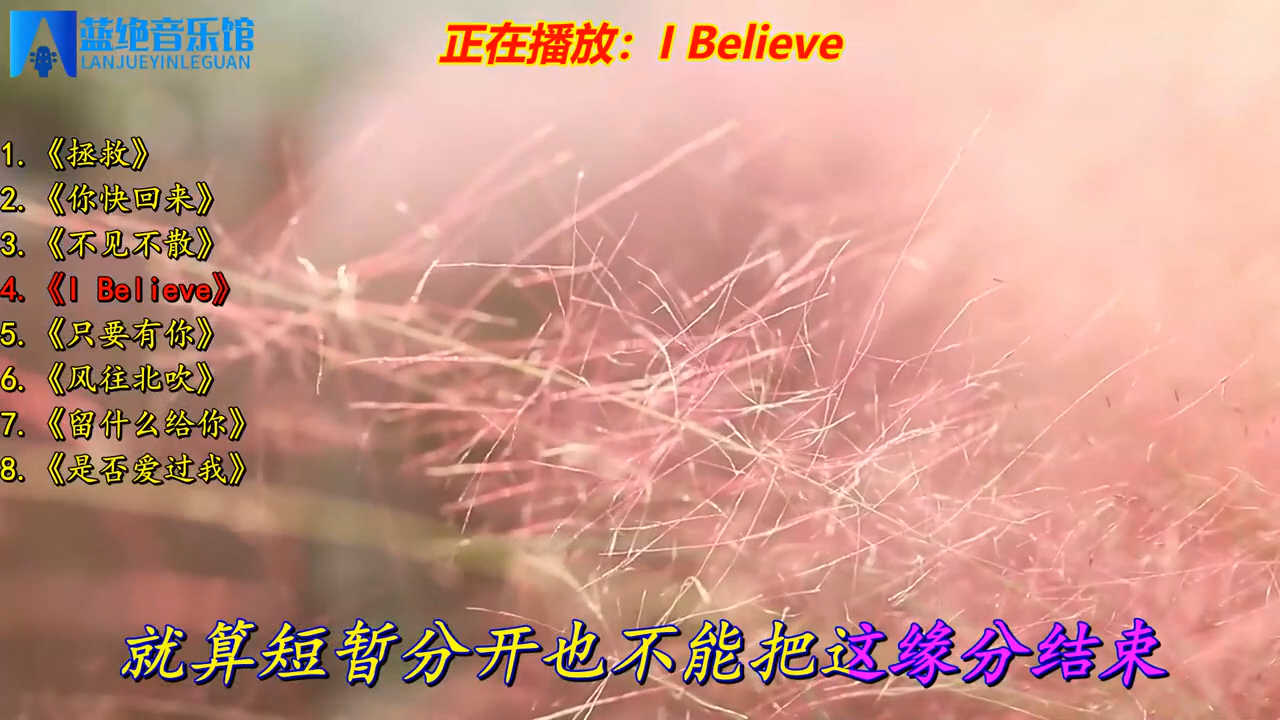 蓝绝音乐馆
LANJUEYINLEGUAN
正在播放：I Believe
1.《拯救》
2.《你快回来》
3.《不见不散》
4.《I Believe》
5.《只要有你》
6.《风往北吹》
7.《留什么给你》
8.《是否爱过我》
就算短暂分开也不能把这缘分结束